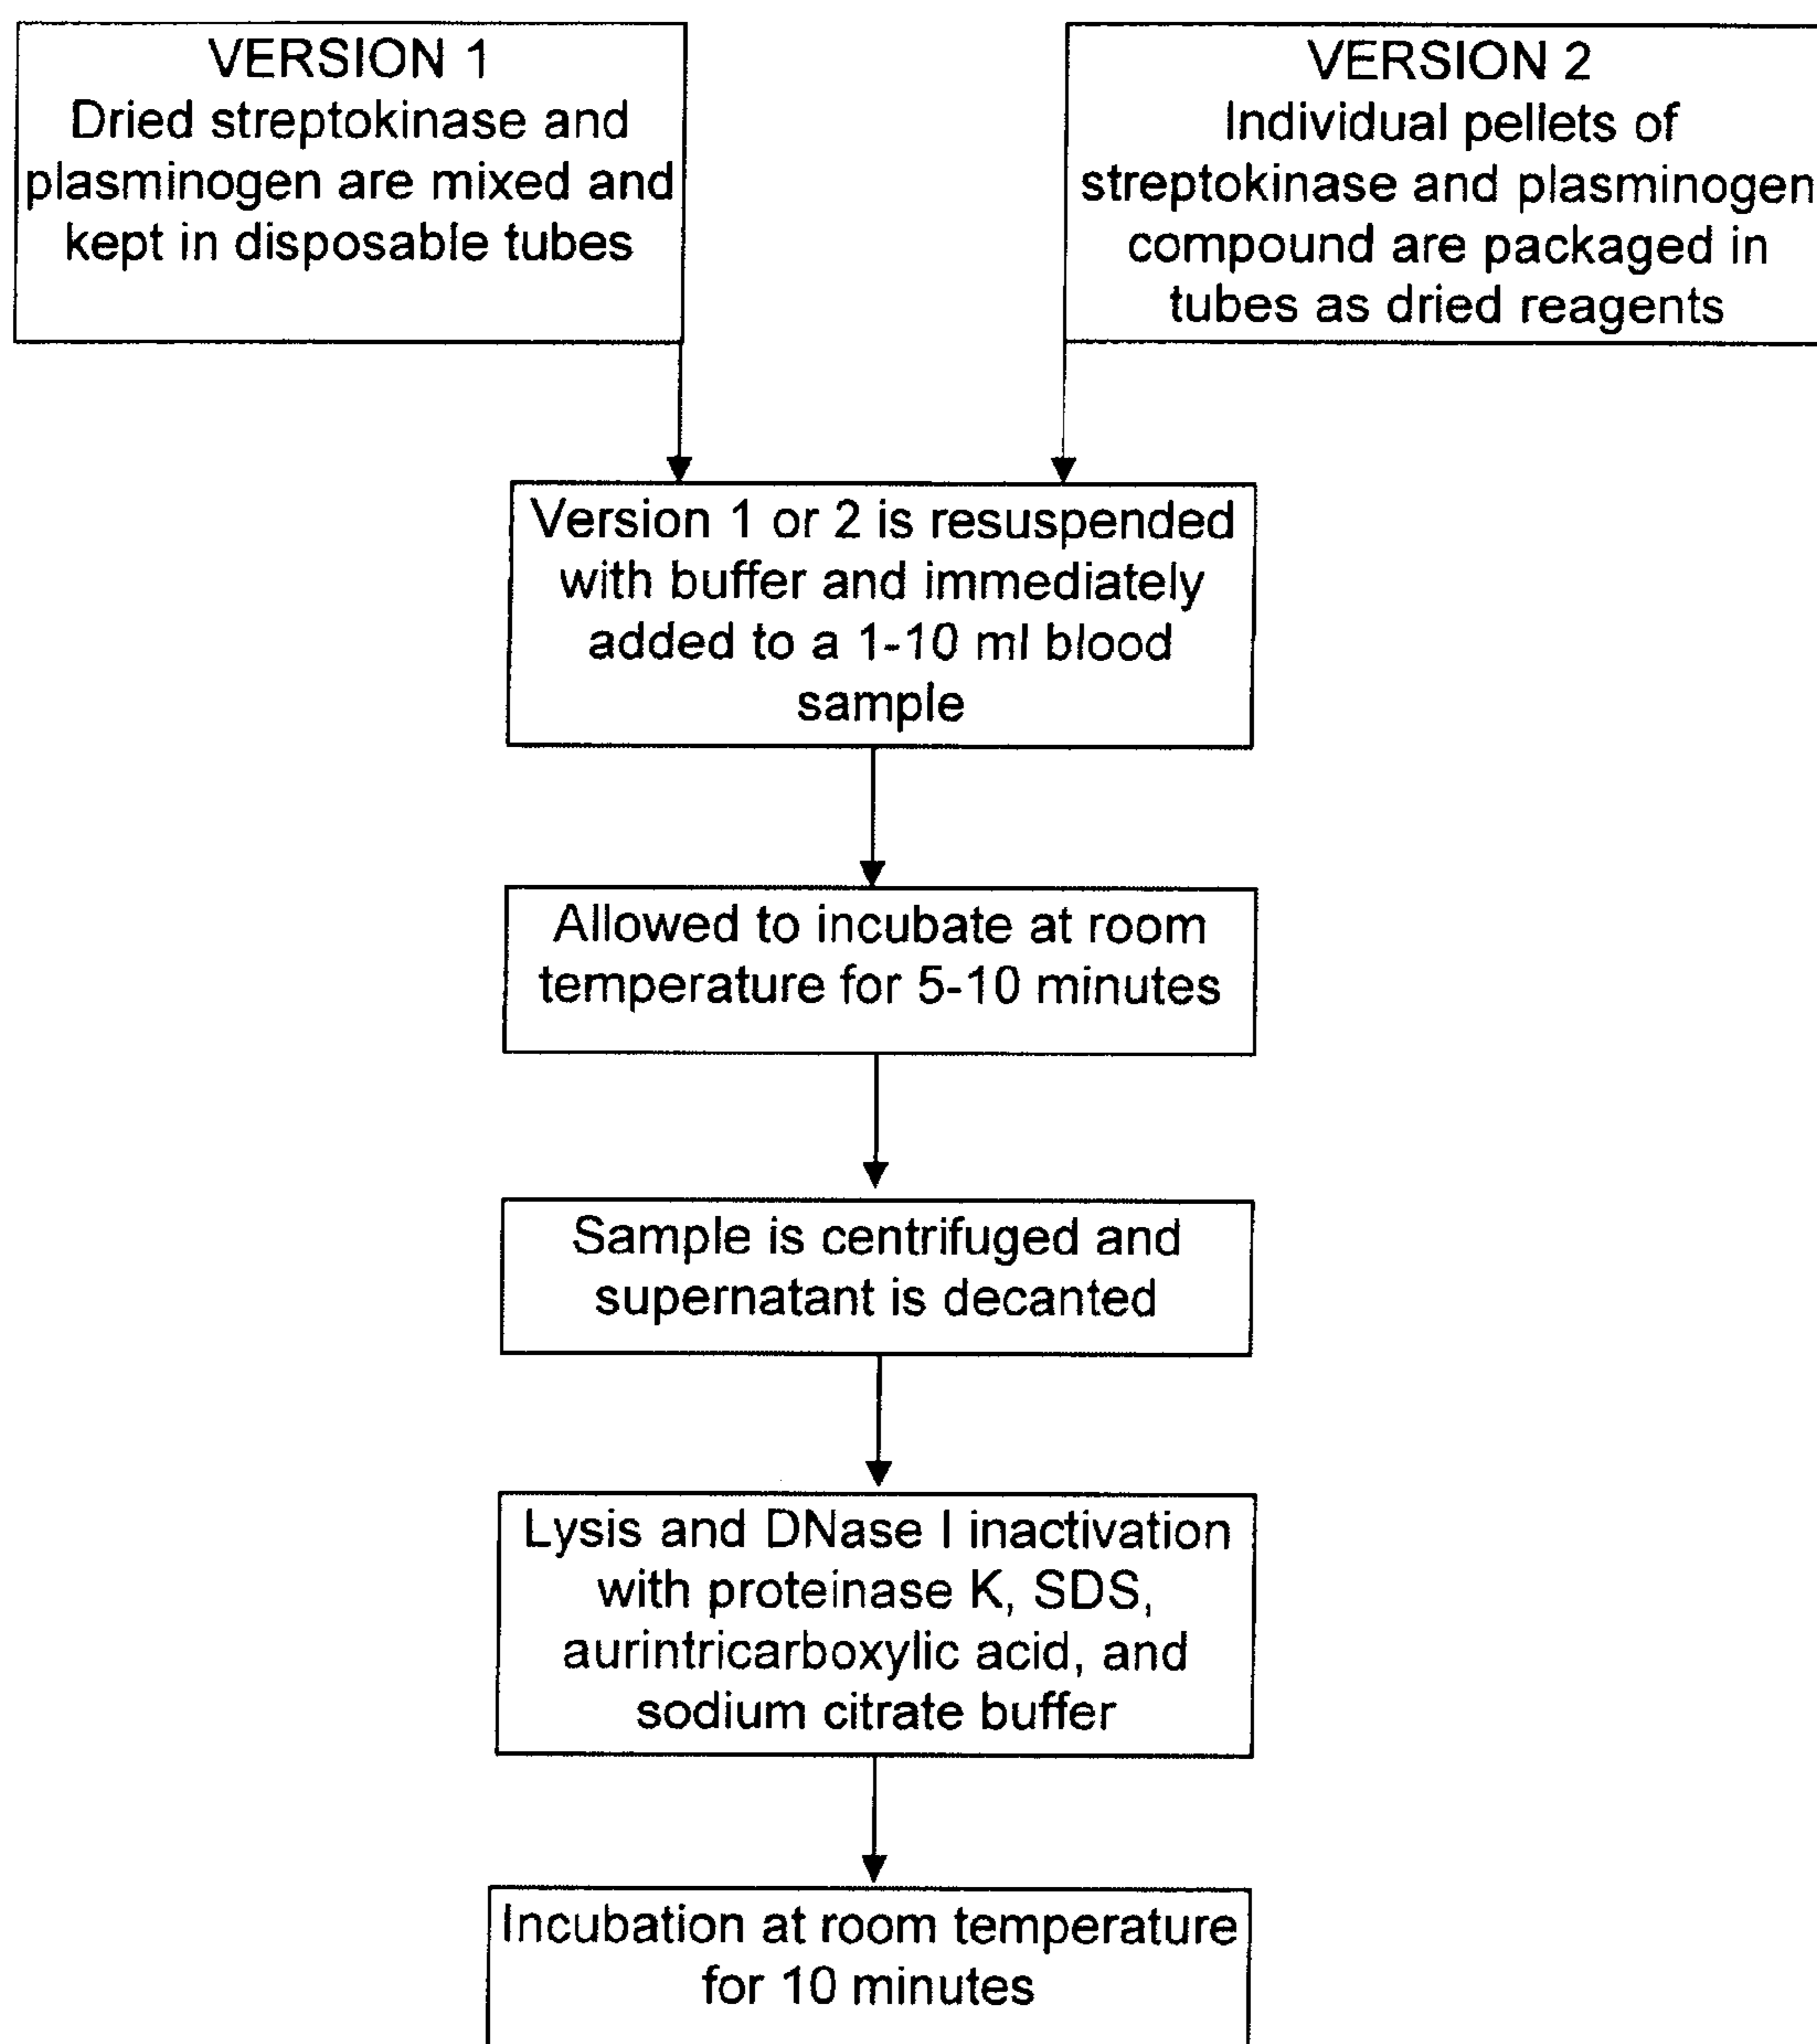 VERSION 1
Dried streptokinase and
plasminogen are mixed and
kept in disposable tubes
VERSION 2
Individual pellets of
streptokinase and plasminogen
compound are packaged in
tubes as dried reagents
Version 1 or 2 is resuspended
with buffer and immediately
added to a 1-10 ml blood
sample
Allowed to incubate at room
temperature for 5-10 minutes
Sample is centrifuged and
supernatant is decanted
Lysis and DNase I inactivation
with proteinase K, SDS,
aurintricarboxylic acid, and
sodium citrate buffer
Incubation at room temperature
for 10 minutes